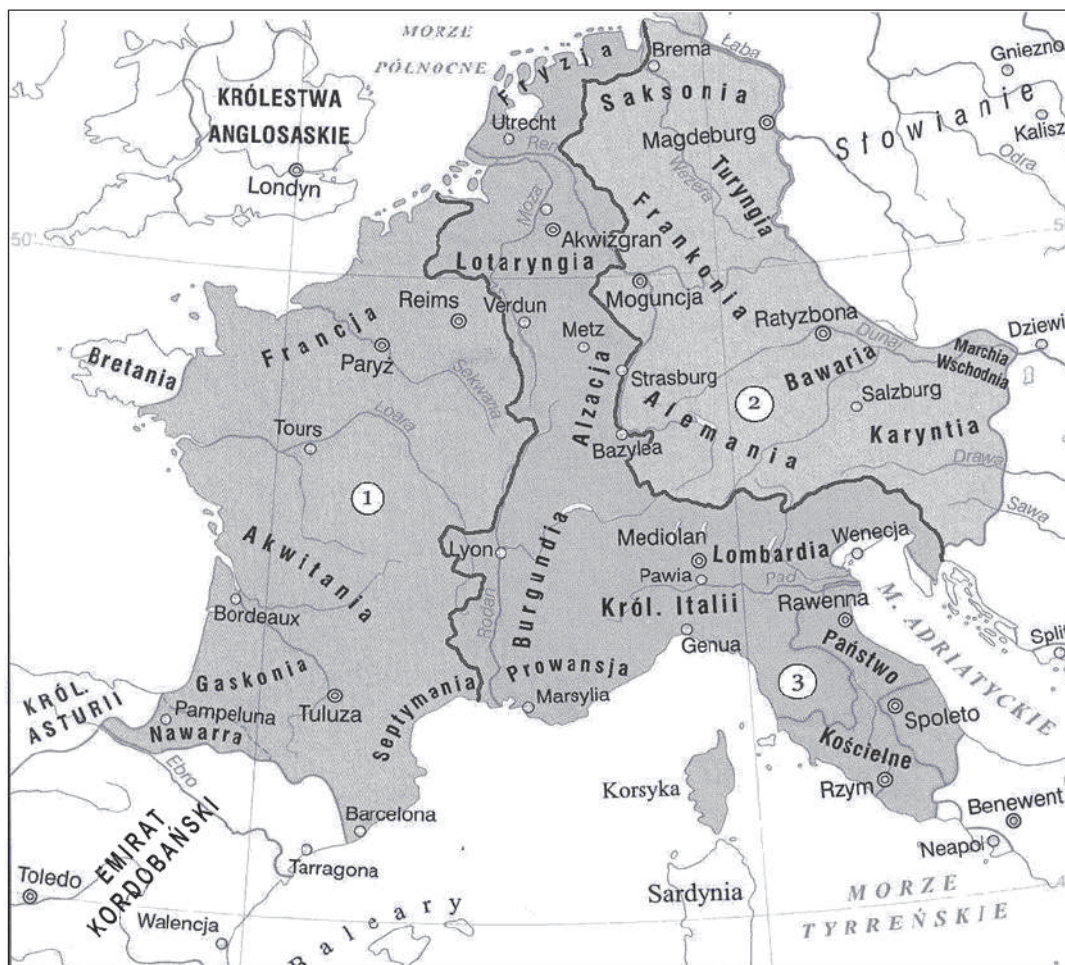 MORZE
PÓŁNOCNE
KRÓLESTWA
ANGLOSASKIE
Londyn
Fryzja
Utrecht
Ren
Brema
Łaba
Saksonia
Magdeburg
Wezera
Turyngia
Gniezno
Kalisz
Odra
Słowianie
50°
5
Moza
Akwizgran
Lotaryngia
Frankonia
Moguncja
Reims
Verdun
Metz
Francja
Paryż
Sekwana
Bretania
Loara
Tours
Alzacja
Strasburg
Bazylea
Alemania
2
Ratyzbona
Dunaj
Bawaria
Salzburg
Marchia
Wschodnia
Dziewi
Karyntia
Drawa
Sawa
1
Akwitania
Bordeaux
Lyon
Rodan
Burgundia
Mediolan
Lombardia
Wenecja
Pawia
Pad
Król. Italii
Rawenna
Genua
Prowansja
Marsylia
Septymania
Gaskonia
Tuluza
Pampeluna
Nawarra
KRÓL.
ASTURII
Ebro
3
Państwo
Kościelne
Spoleto
Rzym
M. ADRIATYCKIE
Split
Benewent
Neapol
Korsyka
Sardynia
MORZE
TYRREŃSKIE
4
Barcelona
Tarragona
EMIRAT
KORDOBAŃSKI
Toledo
Walencja
Baleary